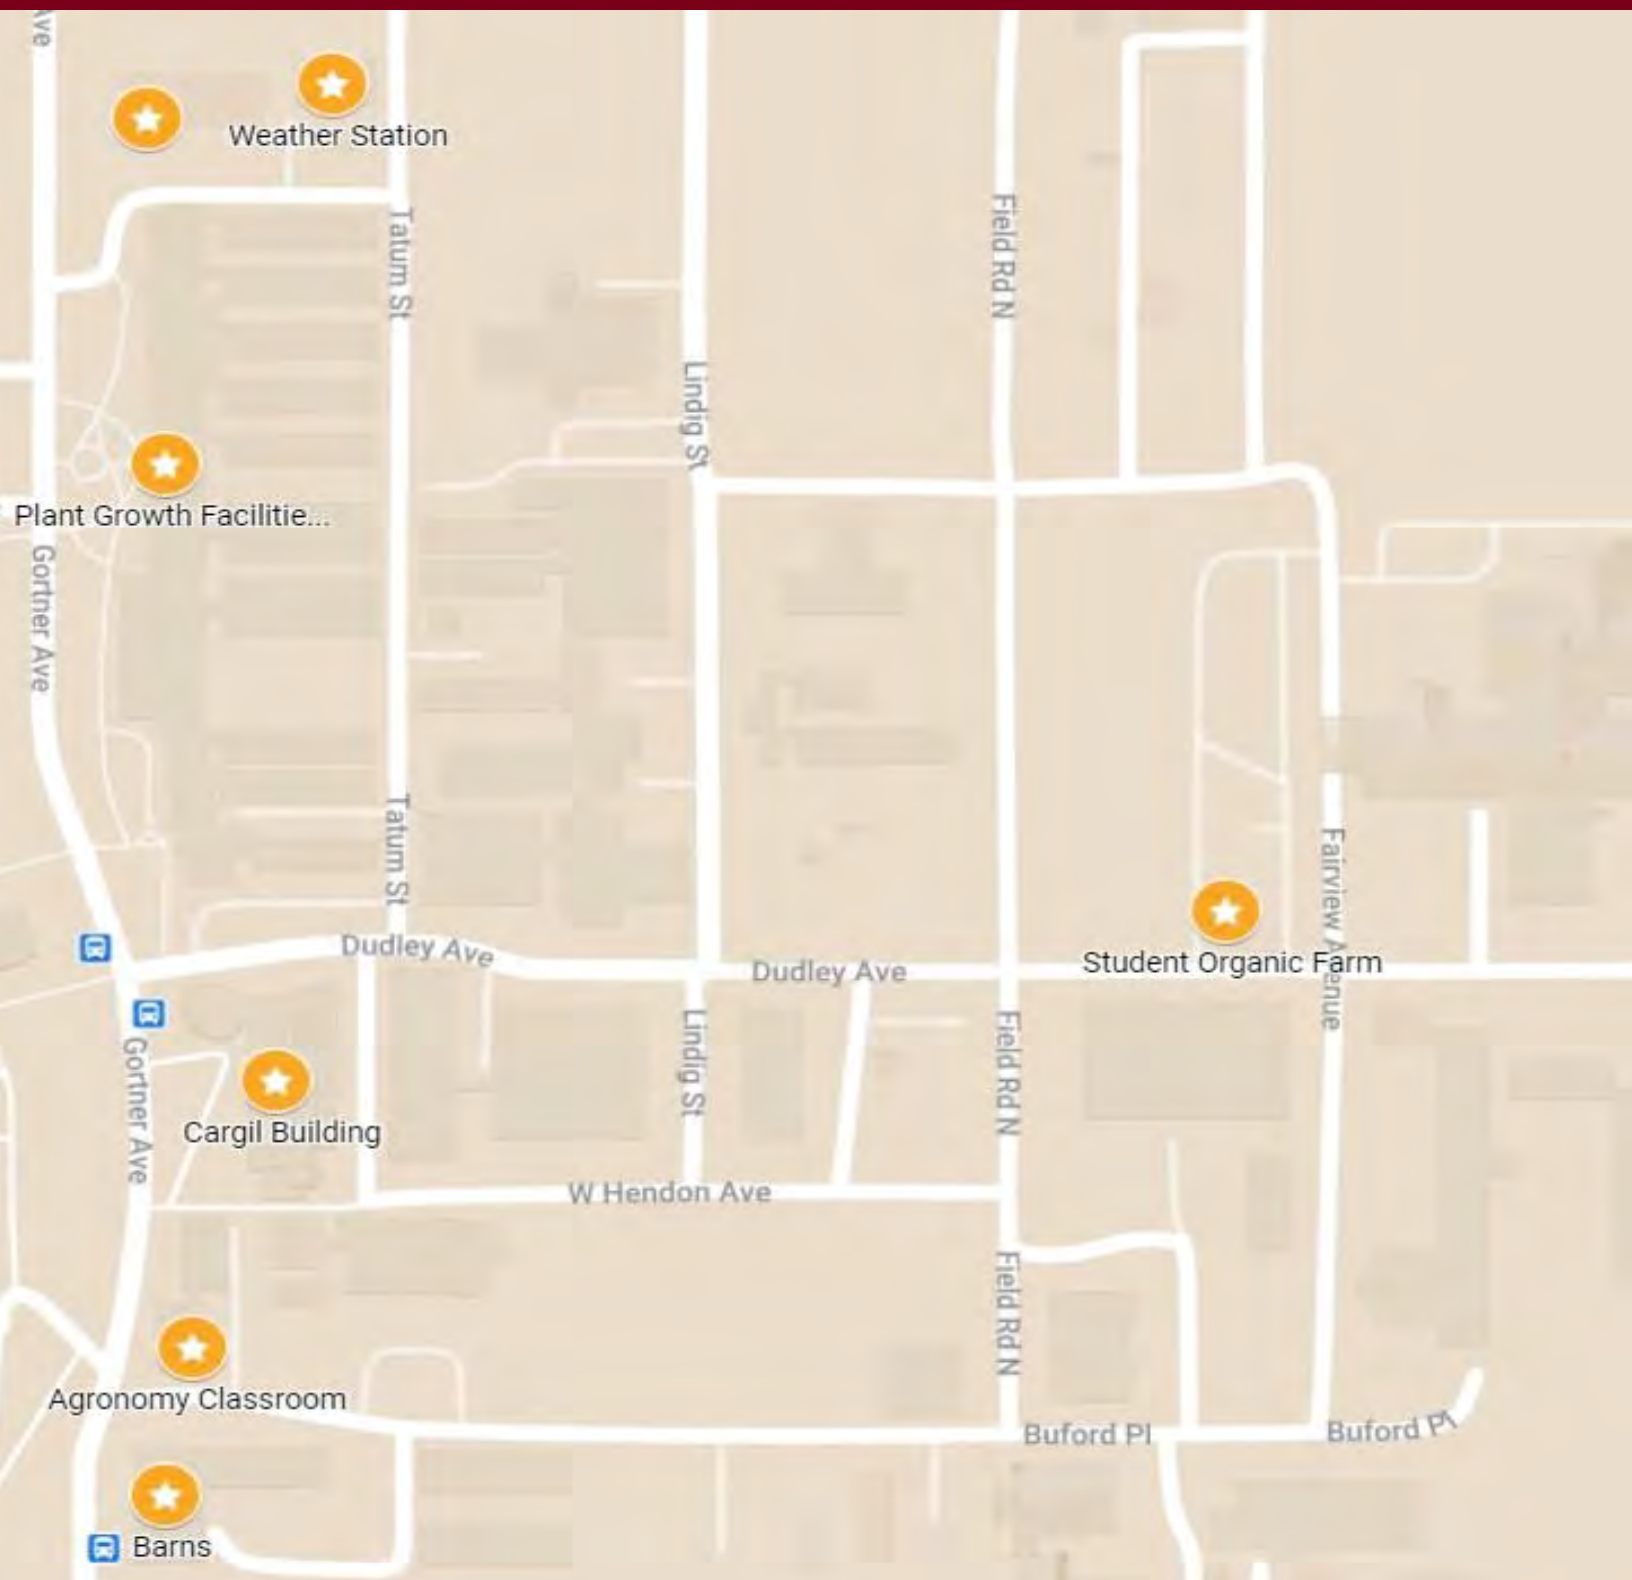 Ave
Weather Station
Field Rd N
Tatum St
Lindig St
Plant Growth Facilitie...
Gortner Ave
Tatum St
Fairview Avenue
Dudley Ave
Dudley Ave
Student Organic Farm
Gortner Ave
Lindig St
Field Rd N
Cargil Building
W Hendon Ave
Field Rd N
Agronomy Classroom
Buford Pl
Buford Pl
Barns